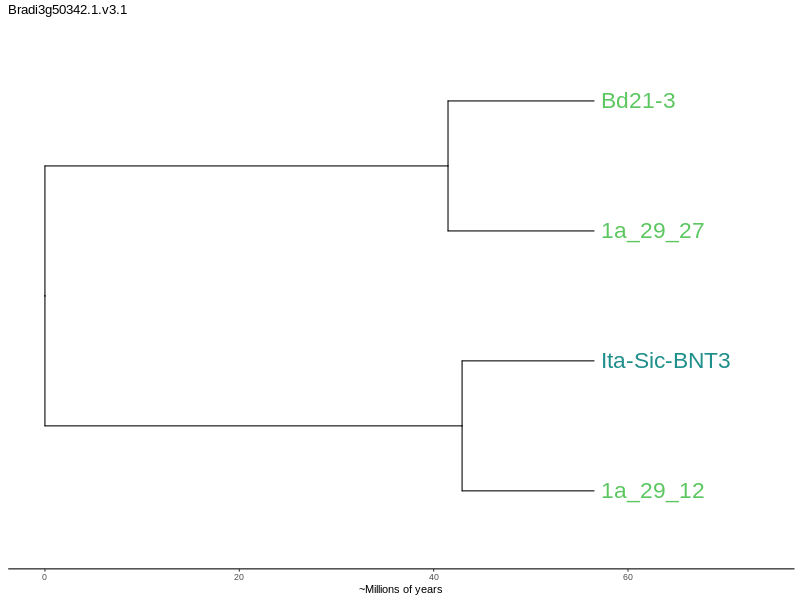 Bradi3g50342.1.v3.1
Bd21-3
1a_29_27
Ita-Sic-BNT3
1a_29_12
0 20 40 60
~Millions of years